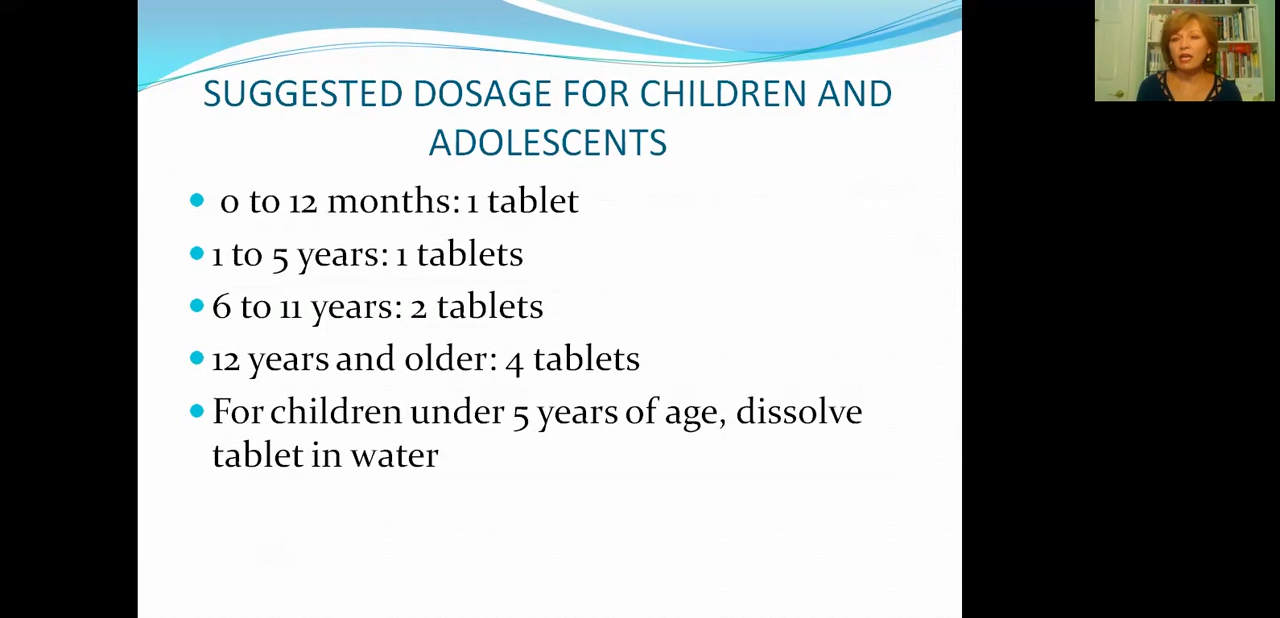 SUGGESTED DOSAGE FOR CHILDREN AND
ADOLESCENTS
• 0 to 12 months: 1 tablet
• 1 to 5 years: 1 tablets
• 6 to 11 years: 2 tablets
• 12 years and older: 4 tablets
• For children under 5 years of age, dissolve
tablet in water